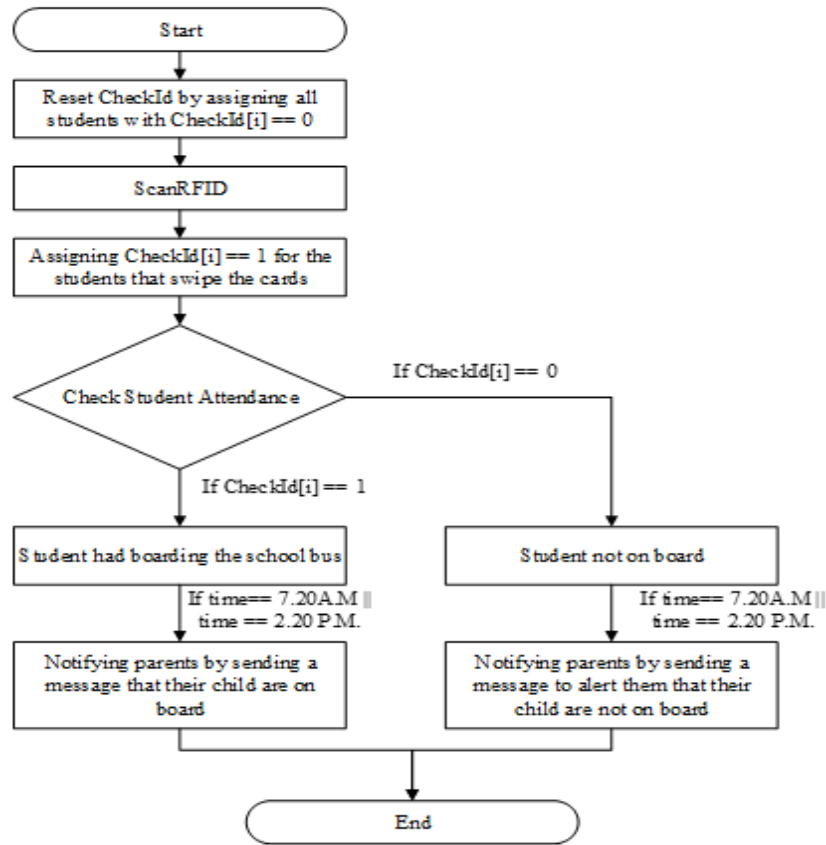 Start
Reset CheckId by assigning all
students with CheckId[i] == 0
ScanRFID
Assigning CheckId[i] == 1 for the
students that swipe the cards
Check Student Attendance
If CheckId[i] == 0
If CheckId[i] == 1
Student had boarding the school bus
Student not on board
If time== 7.20A.M ||
time == 2.20 P.M.
If time== 7.20A.M ||
time == 2.20 P.M.
Notifying parents by sending a
message that their child are on
board
Notifying parents by sending a
message to alert them that their
child are not on board
End